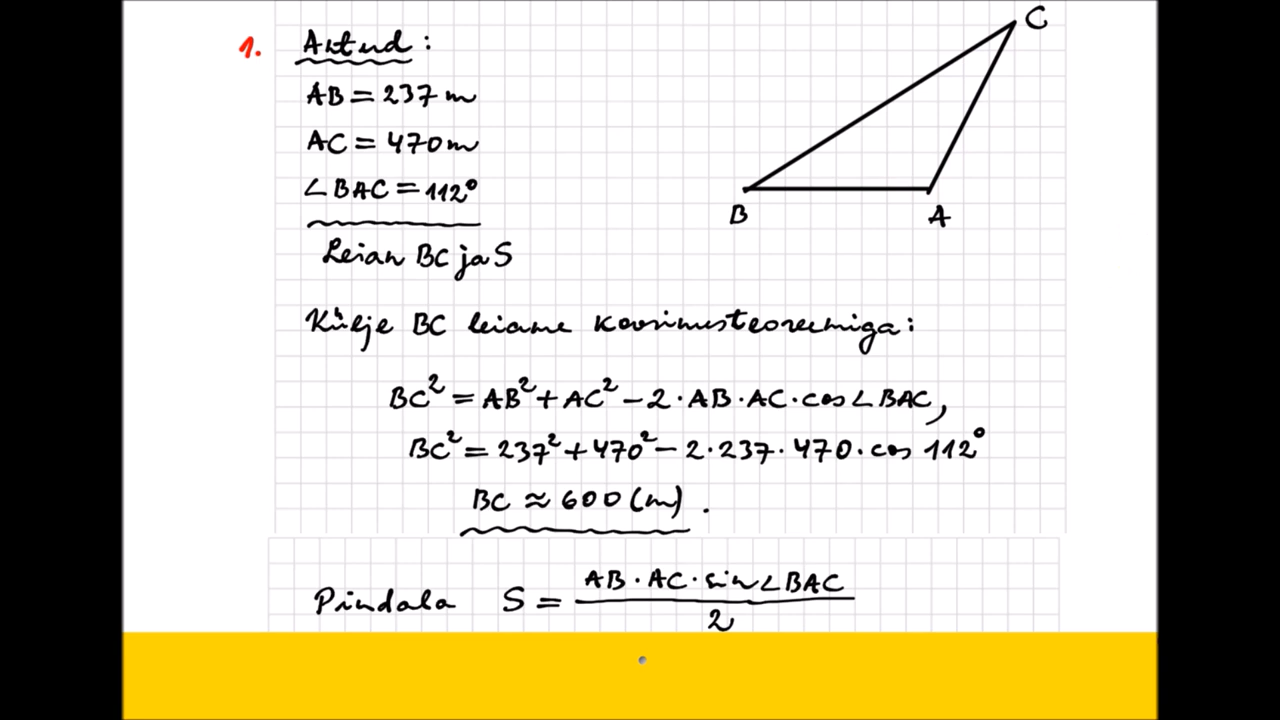 1. Antud:
AB = 237 m
AC = 470 m
∠BAC = 112°
Leian BC ja S
C
B
A
Külje BC leiame koosinusteoreemiga:
BC² = AB² + AC² − 2·AB·AC·cos∠BAC,
BC² = 237² + 470² − 2·237·470·cos 112°
BC ≈ 600 (m).
Pindala S = AB·AC·sin∠BAC / 2